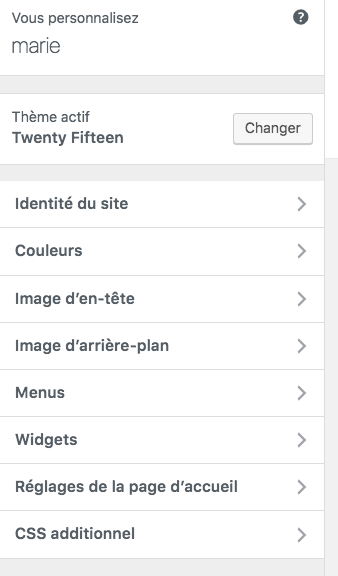 Vous personnalisez
marie
Thème actif
Twenty Fifteen
Changer
Identité du site
Couleurs
Image d’en-tête
Image d’arrière-plan
Menus
Widgets
Réglages de la page d’accueil
CSS additionnel